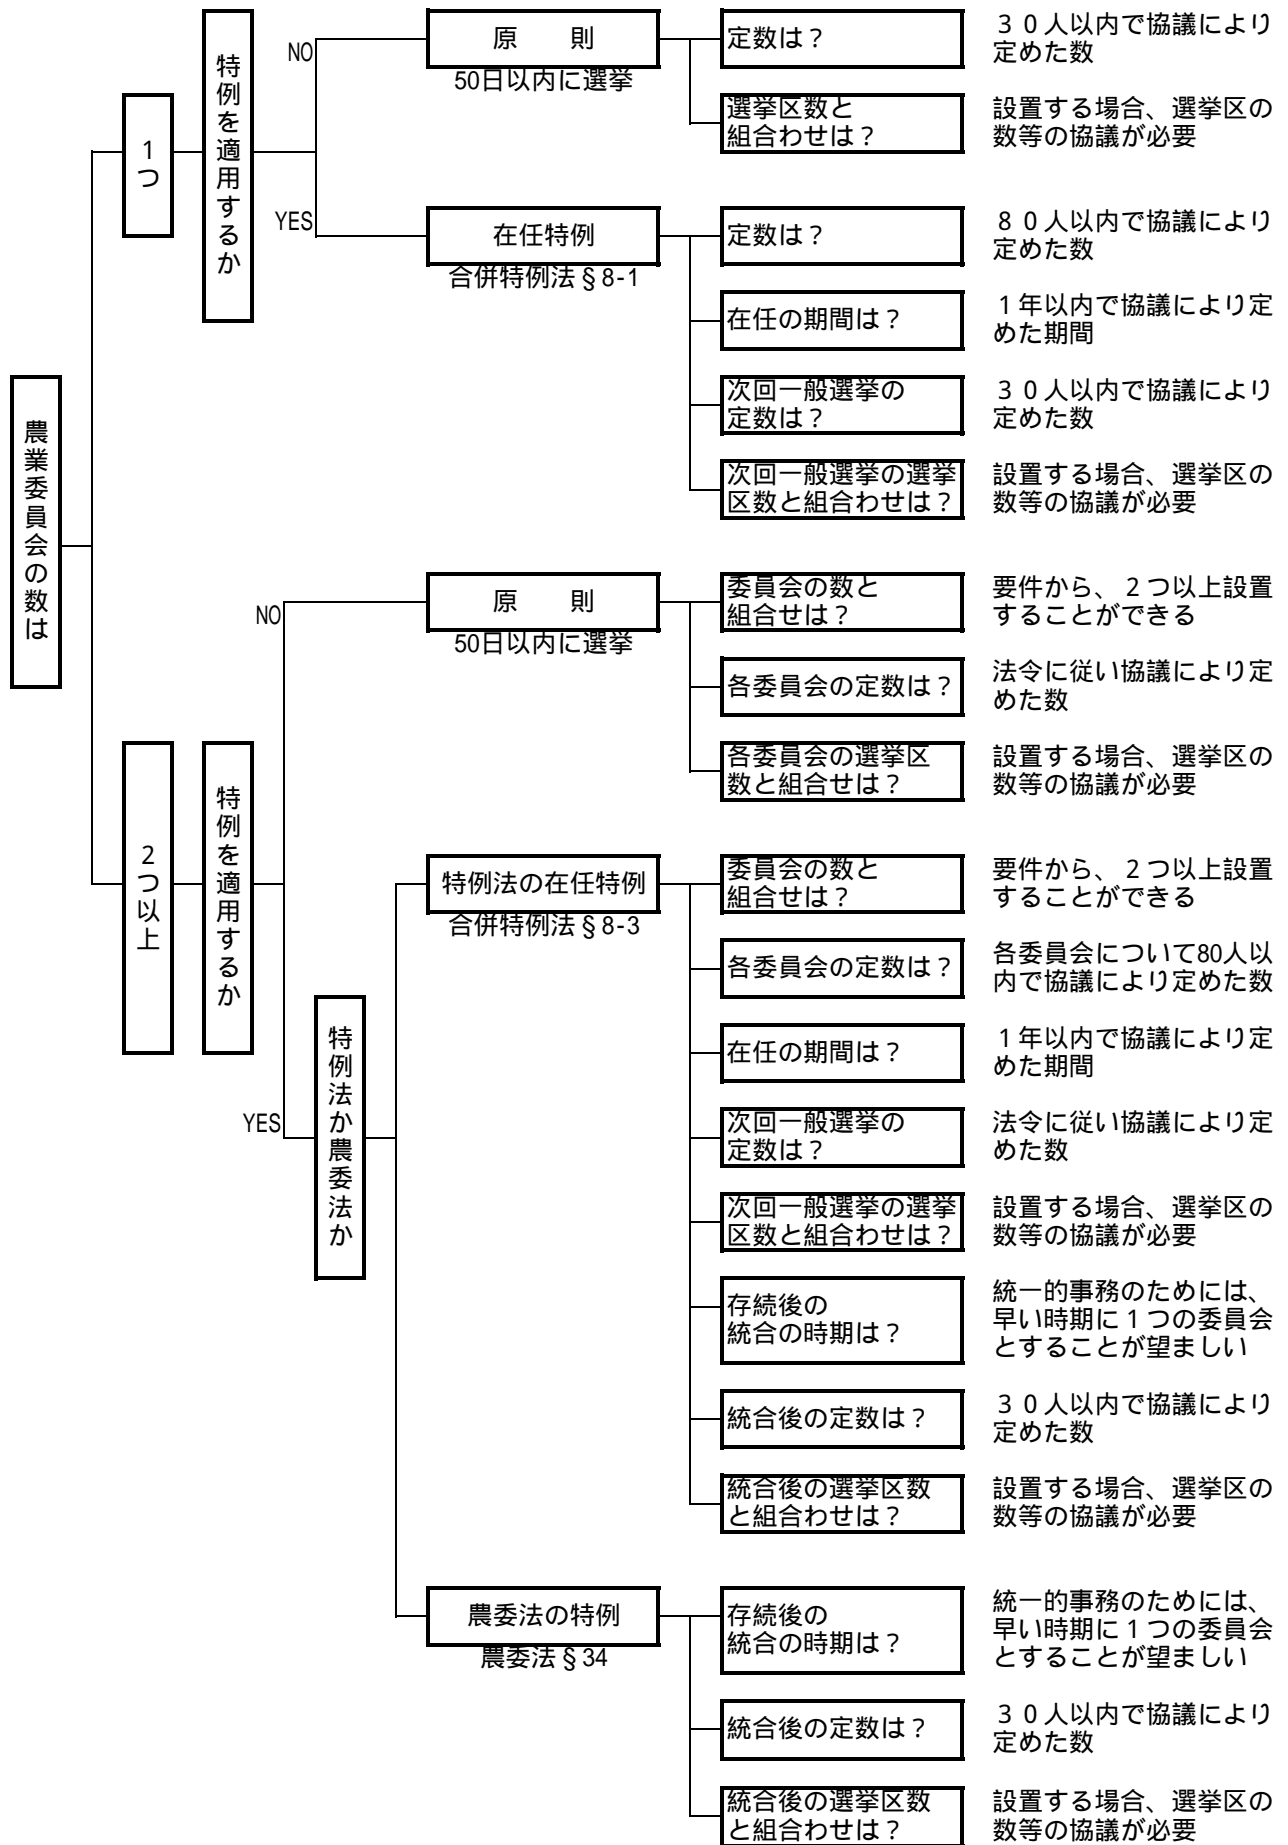 農業委員会の数は
1つ
特例を適用するか
NO
原　　則
50日以内に選挙
定数は？
３０人以内で協議により
定めた数
選挙区数と
組合わせは？
設置する場合、選挙区の
数等の協議が必要
YES
在任特例
合併特例法§8-1
定数は？
８０人以内で協議により
定めた数
在任の期間は？
１年以内で協議により定
めた期間
次回一般選挙の
定数は？
３０人以内で協議により
定めた数
次回一般選挙の選挙
区数と組合わせは？
設置する場合、選挙区の
数等の協議が必要
2つ以上
特例を適用するか
NO
原　　則
50日以内に選挙
委員会の数と
組合せは？
要件から、２つ以上設置
することができる
各委員会の定数は？
法令に従い協議により定
めた数
各委員会の選挙区
数と組合せは？
設置する場合、選挙区の
数等の協議が必要
YES
特例法か農委法か
特例法の在任特例
合併特例法§8-3
委員会の数と
組合せは？
要件から、２つ以上設置
することができる
各委員会の定数は？
各委員会について80人以
内で協議により定めた数
在任の期間は？
１年以内で協議により定
めた期間
次回一般選挙の
定数は？
法令に従い協議により定
めた数
次回一般選挙の選挙
区数と組合わせは？
設置する場合、選挙区の
数等の協議が必要
存続後の
統合の時期は？
統一的事務のためには、
早い時期に１つの委員会
とすることが望ましい
統合後の定数は？
３０人以内で協議により
定めた数
統合後の選挙区数
と組合わせは？
設置する場合、選挙区の
数等の協議が必要
農委法の特例
農委法§34
存続後の
統合の時期は？
統一的事務のためには、
早い時期に１つの委員会
とすることが望ましい
統合後の定数は？
３０人以内で協議により
定めた数
統合後の選挙区数
と組合わせは？
設置する場合、選挙区の
数等の協議が必要